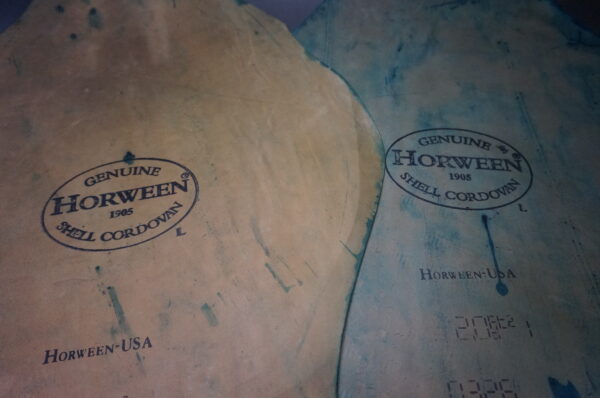 GENUINE
HORWEEN®
1905
SHELL CORDOVAN
L
HORWEEN-USA
GENUINE
HORWEEN®
1905
SHELL CORDOVAN
L
HORWEEN-USA